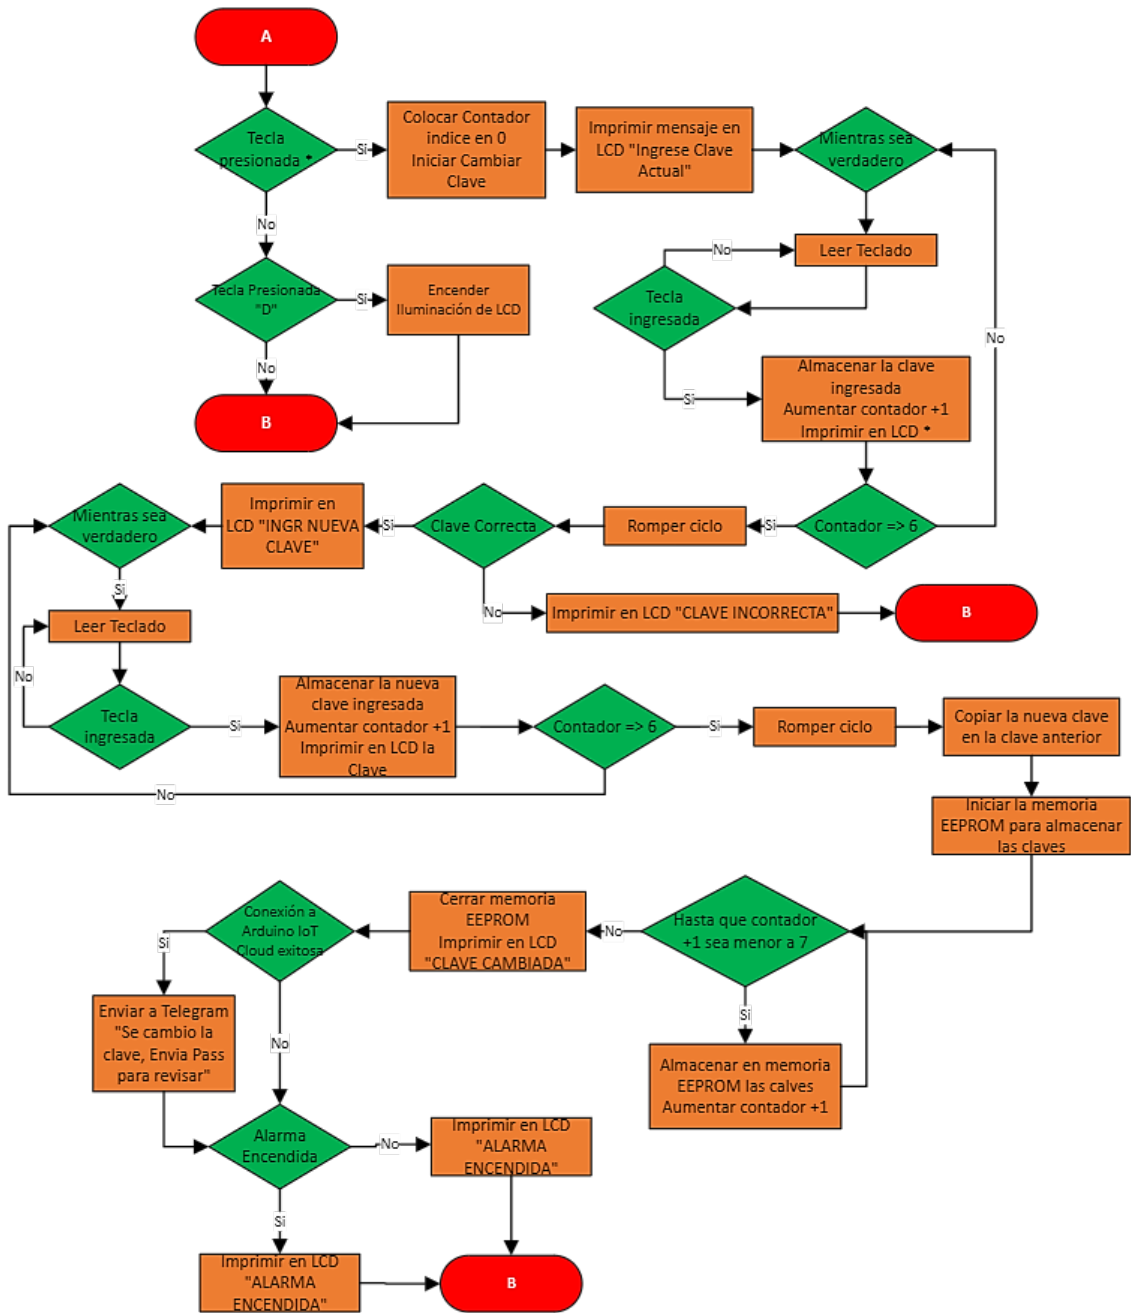 A
Tecla
presionada *
Si
Colocar Contador
indice en 0
Iniciar Cambiar
Clave
Imprimir mensaje en
LCD "Ingrese Clave
Actual"
Mientras sea
verdadero
No
Leer Teclado
No
Tecla
ingresada
No
Tecla Presionada
"D"
Si
Encender
Iluminación de LCD
No
B
Si
Almacenar la clave
ingresada
Aumentar contador +1
Imprimir en LCD *
Contador => 6
Si
Romper ciclo
Clave Correcta
Si
Imprimir en
LCD "INGR NUEVA
CLAVE"
Mientras sea
verdadero
No
Imprimir en LCD "CLAVE INCORRECTA"
B
Si
Leer Teclado
No
Tecla
ingresada
Si
Almacenar la nueva
clave ingresada
Aumentar contador +1
Imprimir en LCD la
Clave
Contador => 6
Si
Romper ciclo
Copiar la nueva clave
en la clave anterior
No
Iniciar la memoria
EEPROM para almacenar
las claves
Hasta que contador
+1 sea menor a 7
No
Cerrar memoria
EEPROM
Imprimir en LCD
"CLAVE CAMBIADA"
Conexión a
Arduino IoT
Cloud exitosa
Si
Enviar a Telegram
"Se cambio la
clave, Envia Pass
para revisar"
No
Si
Almacenar en memoria
EEPROM las calves
Aumentar contador +1
Alarma
Encendida
No
Imprimir en LCD
"ALARMA
ENCENDIDA"
Si
Imprimir en LCD
"ALARMA
ENCENDIDA"
B